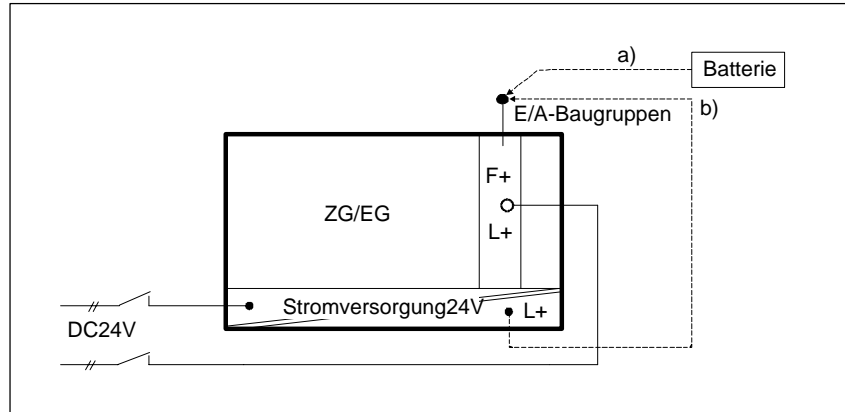 a)
Batterie
b)
E/A-Baugruppen
F+
ZG/EG
L+
Stromversorgung24V
L+
DC24V